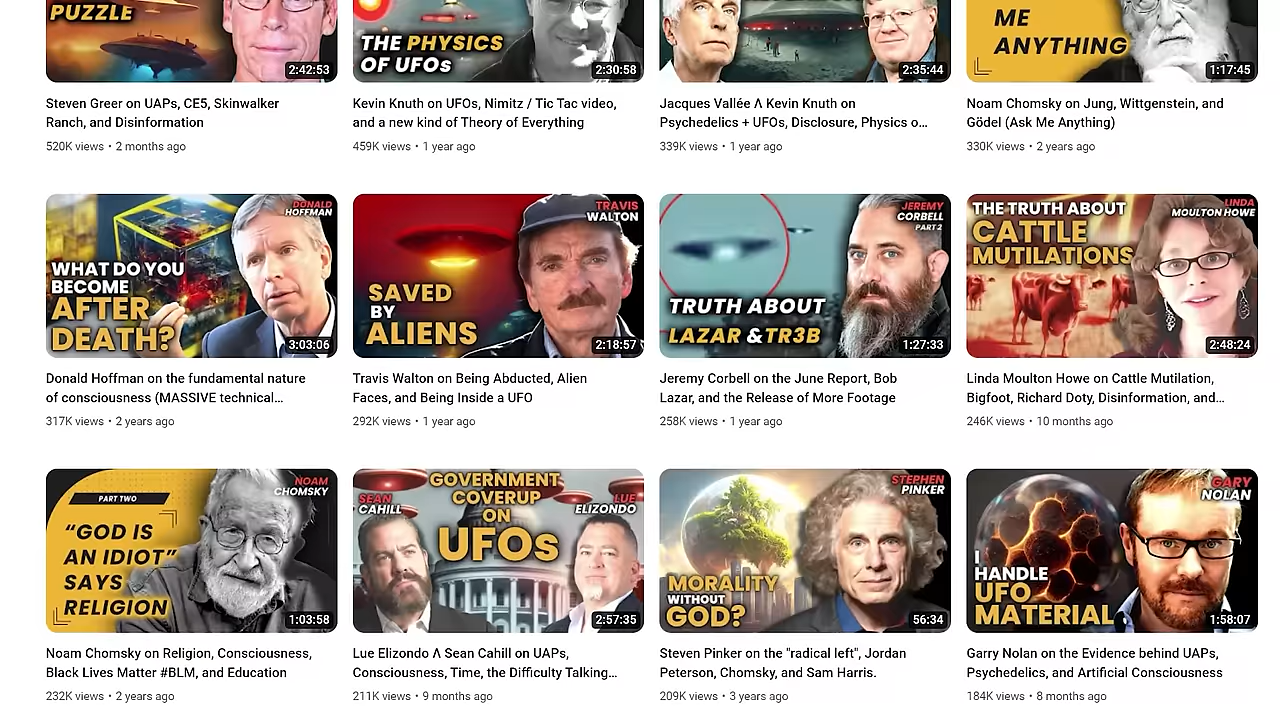 PUZZLE
2:42:53
THE PHYSICS
OF UFOs
2:30:58
2:35:44
ME
ANYTHING
1:17:45
Steven Greer on UAPs, CE5, Skinwalker
Ranch, and Disinformation
520K views • 2 months ago
Kevin Knuth on UFOs, Nimitz / Tic Tac video,
and a new kind of Theory of Everything
459K views • 1 year ago
Jacques Vallée Λ Kevin Knuth on
Psychedelics + UFOs, Disclosure, Physics o...
339K views • 1 year ago
Noam Chomsky on Jung, Wittgenstein, and
Gödel (Ask Me Anything)
330K views • 2 years ago
DONALD
HOFFMAN
WHAT DO YOU
BECOME
AFTER
DEATH?
3:03:06
TRAVIS
WALTON
SAVED
BY
ALIENS
2:18:57
JEREMY
CORBELL
PART 2
TRUTH ABOUT
LAZAR & TR3B
1:27:33
LINDA
MOULTON HOWE
THE TRUTH ABOUT
CATTLE
MUTILATIONS
2:48:24
Donald Hoffman on the fundamental nature
of consciousness (MASSIVE technical...
317K views • 2 years ago
Travis Walton on Being Abducted, Alien
Faces, and Being Inside a UFO
292K views • 1 year ago
Jeremy Corbell on the June Report, Bob
Lazar, and the Release of More Footage
258K views • 1 year ago
Linda Moulton Howe on Cattle Mutilation,
Bigfoot, Richard Doty, Disinformation, and...
246K views • 10 months ago
NOAM
CHOMSKY
PART TWO
“GOD IS
AN IDIOT”
SAYS
RELIGION
1:03:58
GOVERNMENT
COVERUP
ON
UFOs
SEAN
CAHILL
LUE
ELIZONDO
2:57:35
STEPHEN
PINKER
MORALITY
WITHOUT
GOD?
56:34
GARY
NOLAN
I
HANDLE
UFO
MATERIAL
1:58:07
Noam Chomsky on Religion, Consciousness,
Black Lives Matter #BLM, and Education
232K views • 2 years ago
Lue Elizondo Λ Sean Cahill on UAPs,
Consciousness, Time, the Difficulty Talking...
211K views • 9 months ago
Steven Pinker on the "radical left", Jordan
Peterson, Chomsky, and Sam Harris.
209K views • 3 years ago
Garry Nolan on the Evidence behind UAPs,
Psychedelics, and Artificial Consciousness
184K views • 8 months ago